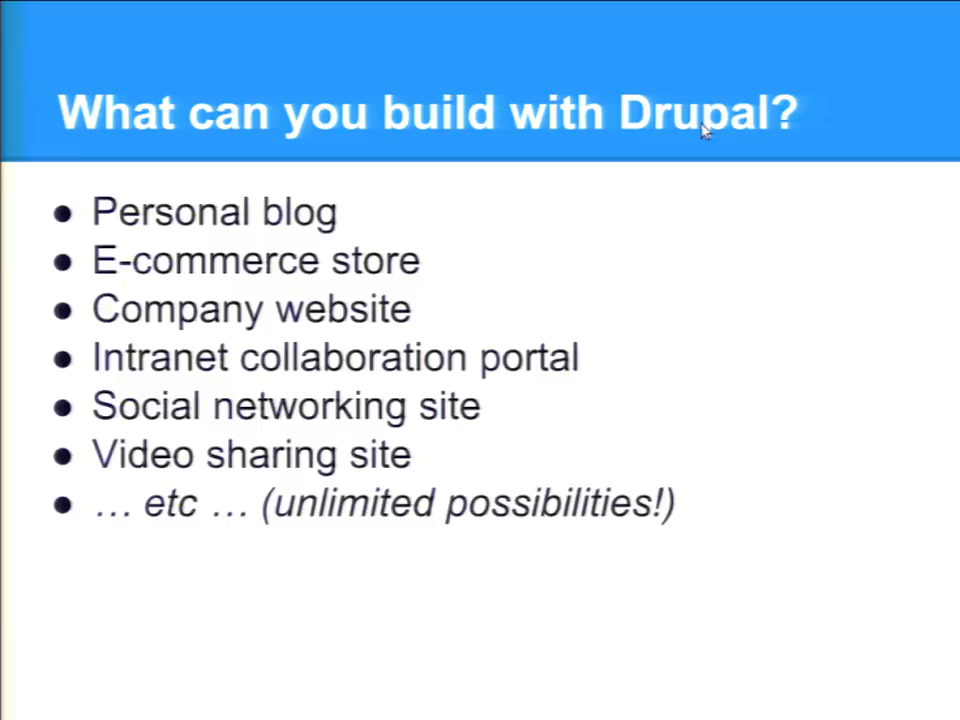 What can you build with Drupal?
● Personal blog
● E-commerce store
● Company website
● Intranet collaboration portal
● Social networking site
● Video sharing site
● … etc … (unlimited possibilities!)